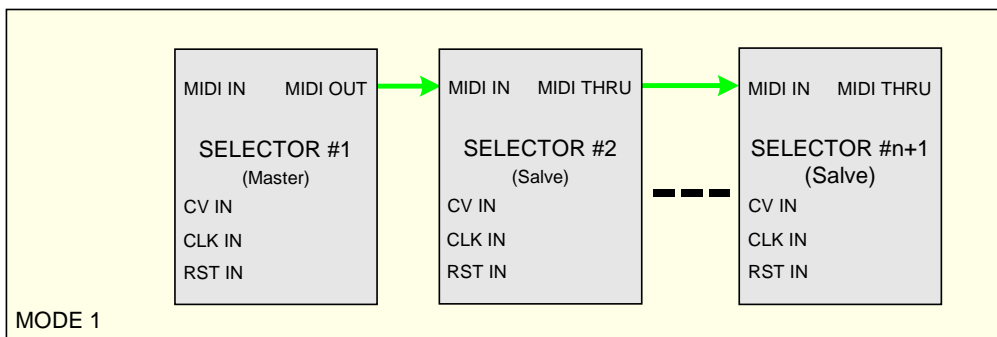 MIDI IN MIDI OUT
SELECTOR #1
(Master)
CV IN
CLK IN
RST IN
MIDI IN MIDI THRU
SELECTOR #2
(Salve)
CV IN
CLK IN
RST IN
MIDI IN MIDI THRU
SELECTOR #n+1
(Salve)
CV IN
CLK IN
RST IN
MODE 1